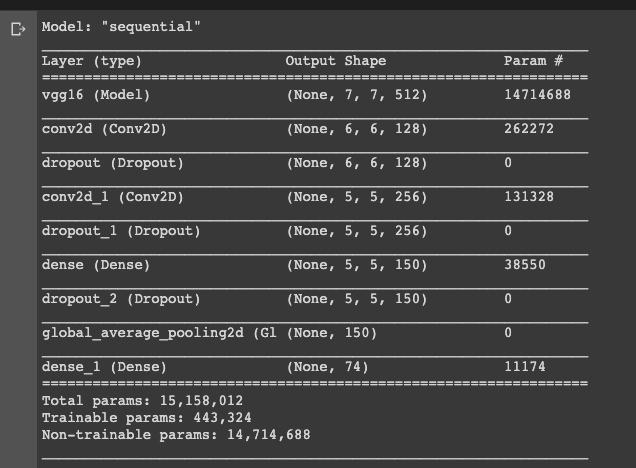 Model: "sequential"
Layer (type) Output Shape Param #
=================================================================
vgg16 (Model) (None, 7, 7, 512) 14714688
conv2d (Conv2D) (None, 6, 6, 128) 262272
dropout (Dropout) (None, 6, 6, 128) 0
conv2d_1 (Conv2D) (None, 5, 5, 256) 131328
dropout_1 (Dropout) (None, 5, 5, 256) 0
dense (Dense) (None, 5, 5, 150) 38550
dropout_2 (Dropout) (None, 5, 5, 150) 0
global_average_pooling2d (Gl (None, 150) 0
dense_1 (Dense) (None, 74) 11174
=================================================================
Total params: 15,158,012
Trainable params: 443,324
Non-trainable params: 14,714,688